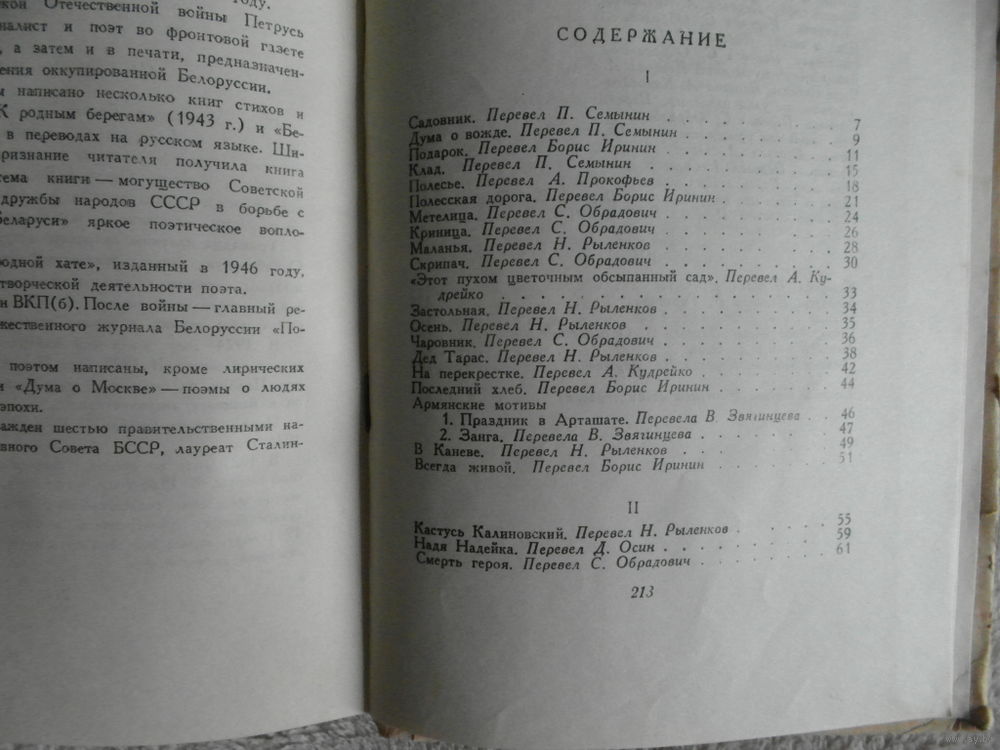 году.
кой Отечественной войны Петрусь
налист и поэт во фронтовой газете
, а затем и в печати, предназначен-
ения оккупированной Белоруссии.
м написано несколько книг стихов и
К родным берегам» (1943 г.) и «Бе-
в переводах на русском языке. Ши-
ризнание читателя получила книга
тема книги — могущество Советской
дружбы народов СССР в борьбе с
беларуси» яркое поэтическое вопло-
одной хате», изданный в 1946 году,
творческой деятельности поэта.
н ВКП(б). После войны — главный ре-
жественного журнала Белоруссии «По-
поэтом написаны, кроме лирических
и «Дума о Москве» — поэмы о людях
эпохи.
ажден шестью правительственными на-
вного Совета БССР, лауреат Сталин-
СОДЕРЖАНИЕ
I
Садовник. Перевел П. Семынин . . . . . . . 7
Дума о вожде. Перевел П. Семынин . . . . . . 9
Подарок. Перевел Борис Иринин . . . . . . . 11
Клад. Перевел П. Семынин . . . . . . . . 15
Полесье. Перевел А. Прокофьев . . . . . . . 18
Полесская дорога. Перевел Борис Иринин . . . . 21
Метелица. Перевел С. Обрадович . . . . . . . 24
Криница. Перевел С. Обрадович . . . . . . . 26
Маланья. Перевел Н. Рыленков . . . . . . . 28
Скрипач. Перевел С. Обрадович . . . . . . . 30
«Этот пухом цветочным обсыпанный сад». Перевел А. Ку-
дрейко . . . . . . . . . . . . 33
Застольная. Перевел Н. Рыленков . . . . . . . 34
Осень. Перевел Н. Рыленков . . . . . . . . 35
Чаровник. Перевел С. Обрадович . . . . . . . 36
Дед Тарас. Перевел Н. Рыленков . . . . . . . 38
На перекрестке. Перевел А. Кудрейко . . . . . 42
Последний хлеб. Перевел Борис Иринин . . . . . 44
Армянские мотивы
1. Праздник в Арташате. Перевела В. Звягинцева . . 46
2. Занга. Перевела В. Звягинцева . . . . . . 47
В Каневе. Перевел Н. Рыленков . . . . . . . 49
Всегда живой. Перевел Борис Иринин . . . . . 51
II
Кастусь Калиновский. Перевел Н. Рыленков . . . . 55
Надя Надейка. Перевел Д. Осин . . . . . . . 59
Смерть героя. Перевел С. Обрадович . . . . . . 61
213